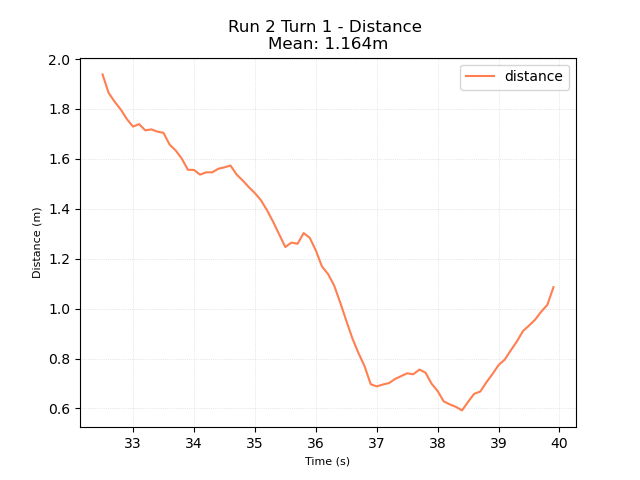 Run 2 Turn 1 - Distance
Mean: 1.164m
distance
2.0
1.8
1.6
1.4
1.2
1.0
0.8
0.6
Distance (m)
33 34 35 36 37 38 39 40
Time (s)